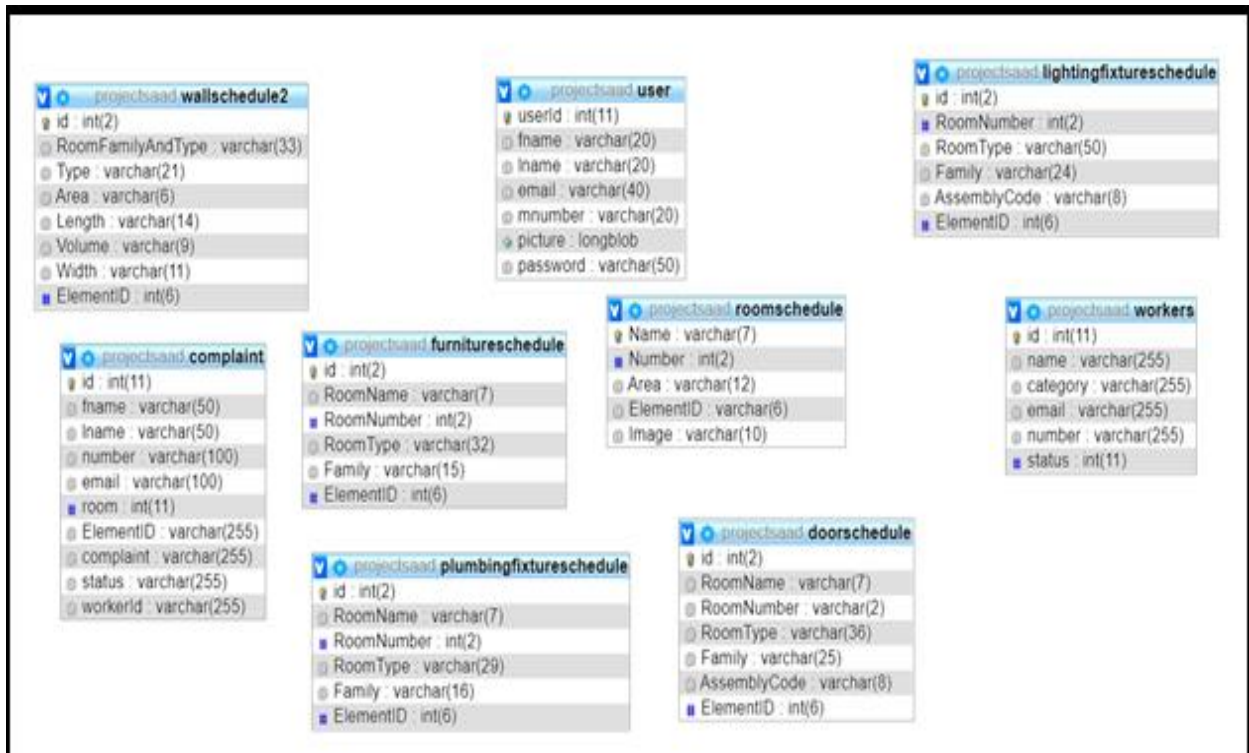 projectsaad wallschedule2
id : int(2)
RoomFamilyAndType : varchar(33)
Type : varchar(21)
Area : varchar(6)
Length : varchar(14)
Volume : varchar(9)
Width : varchar(11)
ElementID : int(6)
projectsaad user
userId : int(11)
fname : varchar(20)
lname : varchar(20)
email : varchar(40)
mnumber : varchar(20)
picture : longblob
password : varchar(50)
projectsaad lightingfixtureschedule
id : int(2)
RoomNumber : int(2)
RoomType : varchar(50)
Family : varchar(24)
AssemblyCode : varchar(8)
ElementID : int(6)
projectsaad complaint
id : int(11)
fname : varchar(50)
lname : varchar(50)
number : varchar(100)
email : varchar(100)
room : int(11)
ElementID : varchar(255)
complaint : varchar(255)
status : varchar(255)
workerId : varchar(255)
projectsaad furnitureschedule
id : int(2)
RoomName : varchar(7)
RoomNumber : int(2)
RoomType : varchar(32)
Family : varchar(15)
ElementID : int(6)
projectsaad roomschedule
Name : varchar(7)
Number : int(2)
Area : varchar(12)
ElementID : varchar(6)
Image : varchar(10)
projectsaad workers
id : int(11)
name : varchar(255)
category : varchar(255)
email : varchar(255)
number : varchar(255)
status : int(11)
projectsaad plumbingfixtureschedule
id : int(2)
RoomName : varchar(7)
RoomNumber : int(2)
RoomType : varchar(29)
Family : varchar(16)
ElementID : int(6)
projectsaad doorschedule
id : int(2)
RoomName : varchar(7)
RoomNumber : varchar(2)
RoomType : varchar(36)
Family : varchar(25)
AssemblyCode : varchar(8)
ElementID : int(6)